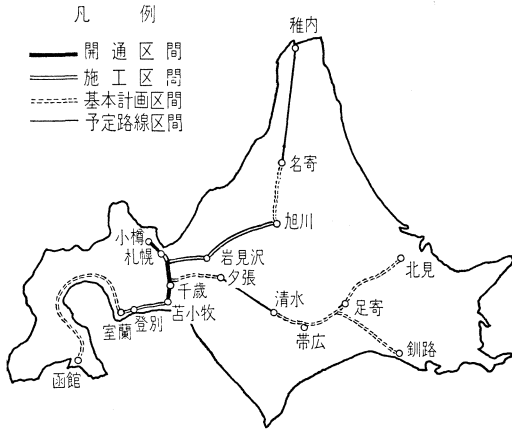 凡例
開通区間
施工区間
基本計画区間
予定路線区間
稚内
名寄
旭川
小樽
札幌
岩見沢
夕張
千歳
苫小牧
登別
室蘭
函館
清水
帯広
足寄
北見
釧路